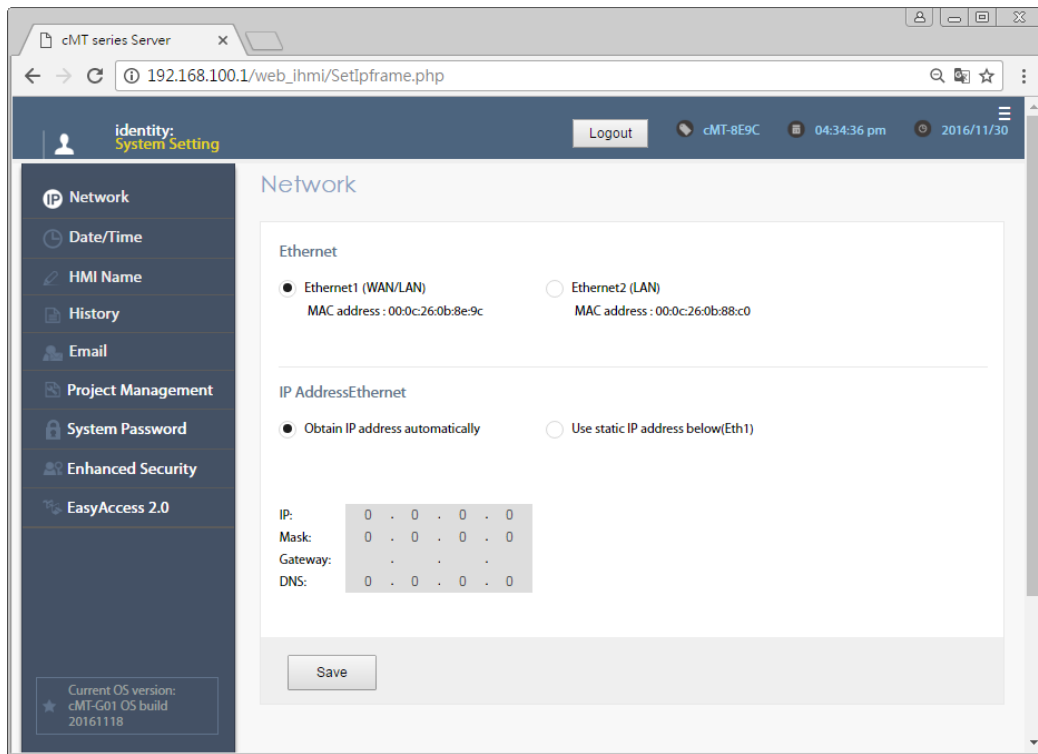 cMT series Server
192.168.100.1/web_ihmi/SetIpframe.php
identity:
System Setting
Logout
cMT-8E9C
04:34:36 pm
2016/11/30
IP Network
Date/Time
HMI Name
History
Email
Project Management
System Password
Enhanced Security
EasyAccess 2.0
Current OS version:
cMT-G01 OS build
20161118
Network
Ethernet
Ethernet1 (WAN/LAN)
MAC address : 00:0c:26:0b:8e:9c
Ethernet2 (LAN)
MAC address : 00:0c:26:0b:88:c0
IP AddressEthernet
Obtain IP address automatically
Use static IP address below(Eth1)
IP: 0 . 0 . 0 . 0
Mask: 0 . 0 . 0 . 0
Gateway: . . .
DNS: 0 . 0 . 0 . 0
Save